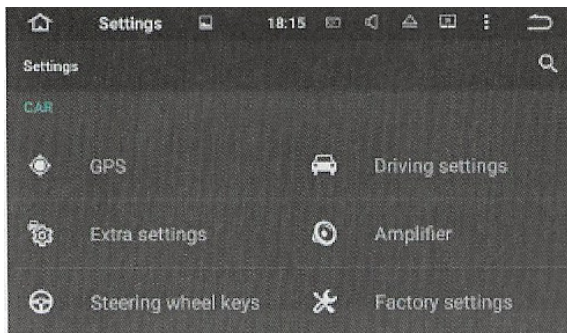 Settings 18:15
Settings
CAR
GPS Driving settings
Extra settings Amplifier
Steering wheel keys Factory settings